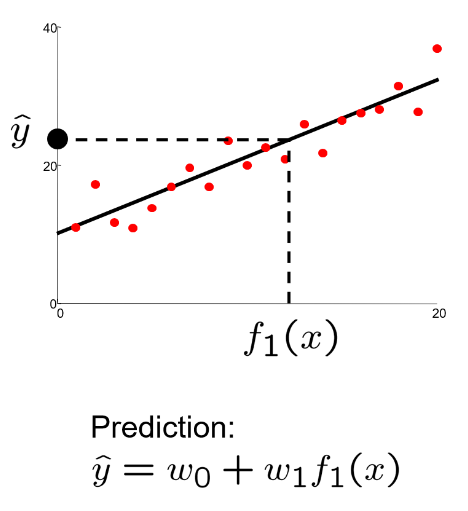 40
ŷ
20
0
0
20
f₁(x)
Prediction:
ŷ = w₀ + w₁f₁(x)